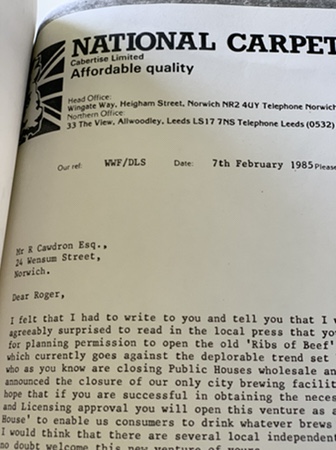 NATIONAL CARPET
Cabertise Limited
Affordable quality
Head Office:
Wingate Way, Heigham Street, Norwich NR2 4UY Telephone Norwich
Northern Office:
33 The View, Allwoodley, Leeds LS17 7NS Telephone Leeds (0532)
Our ref: WWF/DLS Date: 7th February 1985 Please
Mr R Cawdron Esq.,
24 Wensum Street,
Norwich.
Dear Roger,
I felt that I had to write to you and tell you that I
agreeably surprised to read in the local press that yo
for planning permission to open the old 'Ribs of Beef'
which currently goes against the deplorable trend set
who as you know are closing Public Houses wholesale an
announced the closure of our only city brewing facilit
hope that if you are successful in obtaining the neces
and Licensing approval you will open this venture as a
House' to enable us consumers to drink whatever brews
I would think that there are several local independen
no doubt welcome this new venture of yours